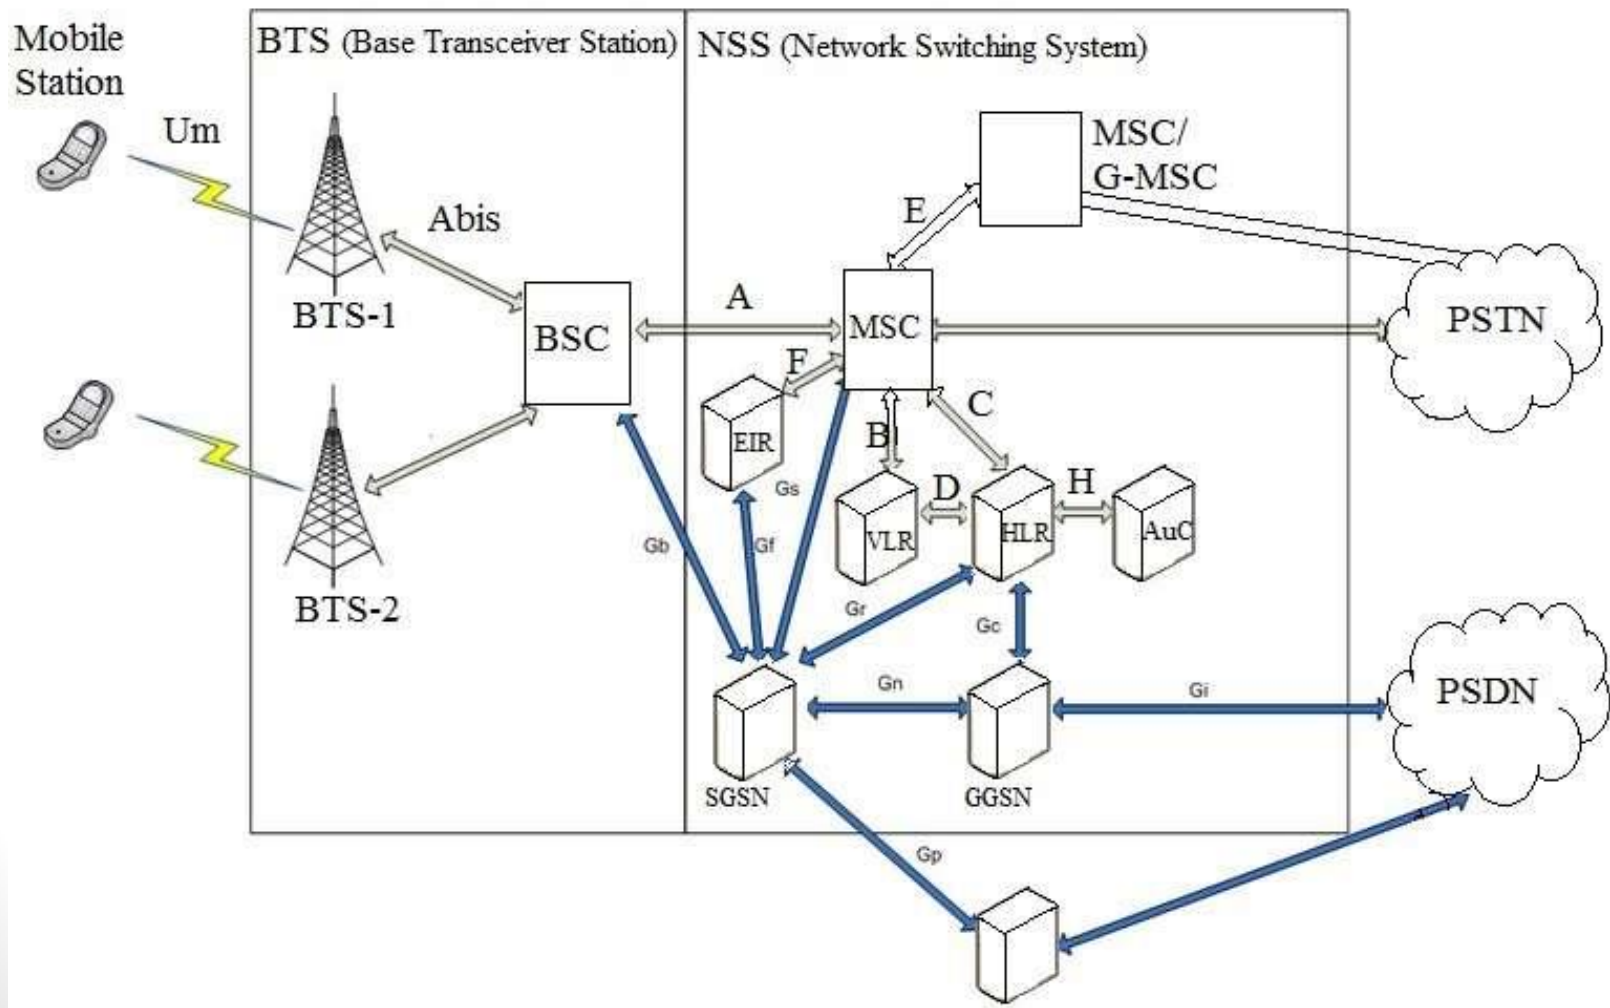 Mobile
Station
BTS (Base Transceiver Station)
NSS (Network Switching System)
Um
MSC/
G-MSC
Abis
E
BTS-1
A
BSC
MSC
PSTN
F
C
B
EIR
Gs
D
H
VLR
HLR
AuC
Gb
Gf
BTS-2
Gr
Gc
Gn
Gi
PSDN
SGSN
GGSN
Gp